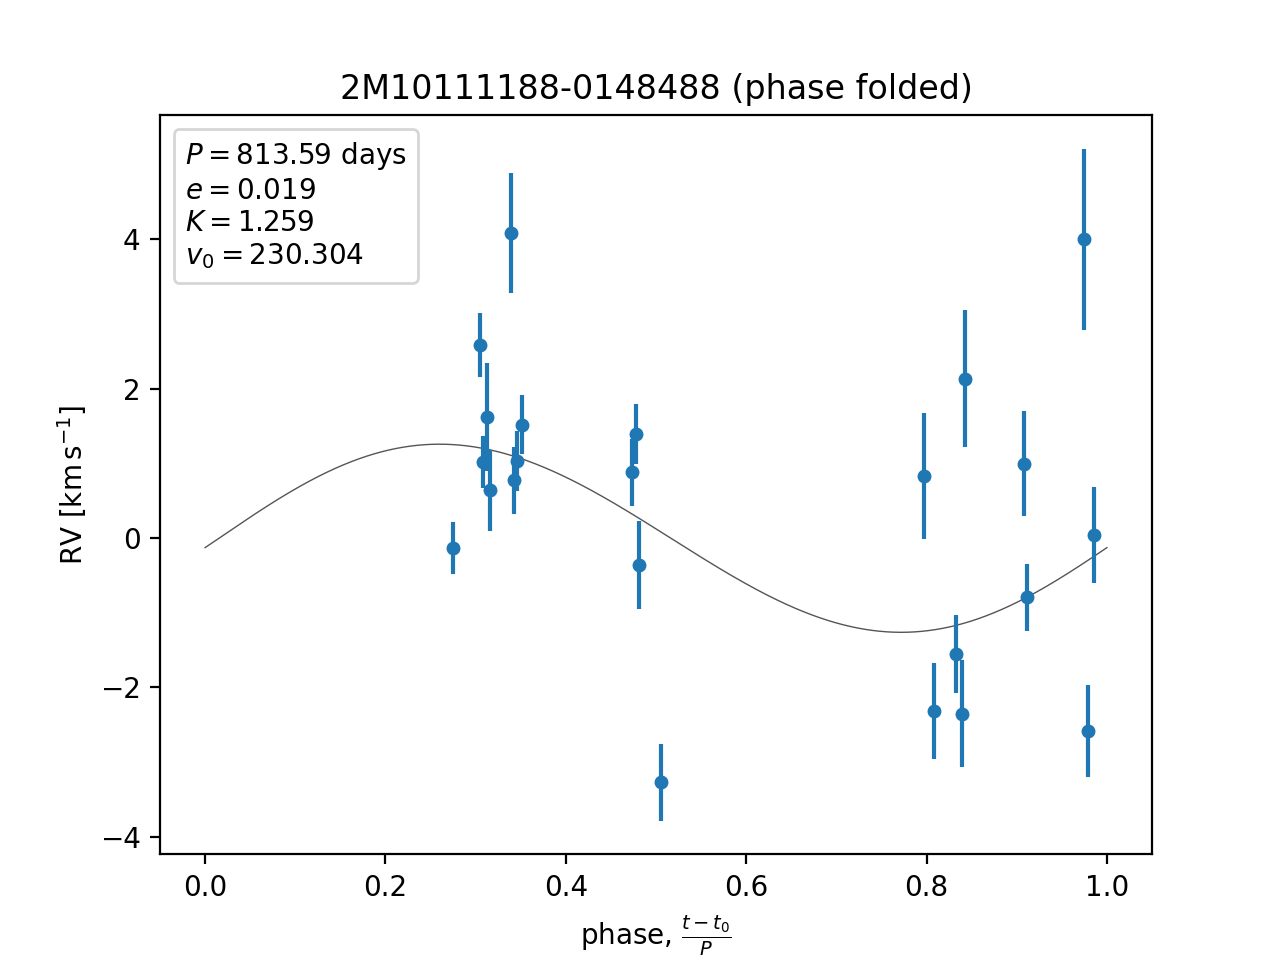 2M10111188-0148488 (phase folded)
P = 813.59 days
e = 0.019
K = 1.259
v₀ = 230.304
RV [km s⁻¹]
4
2
0
−2
−4
0.0 0.2 0.4 0.6 0.8 1.0
phase, (t − t₀)/P